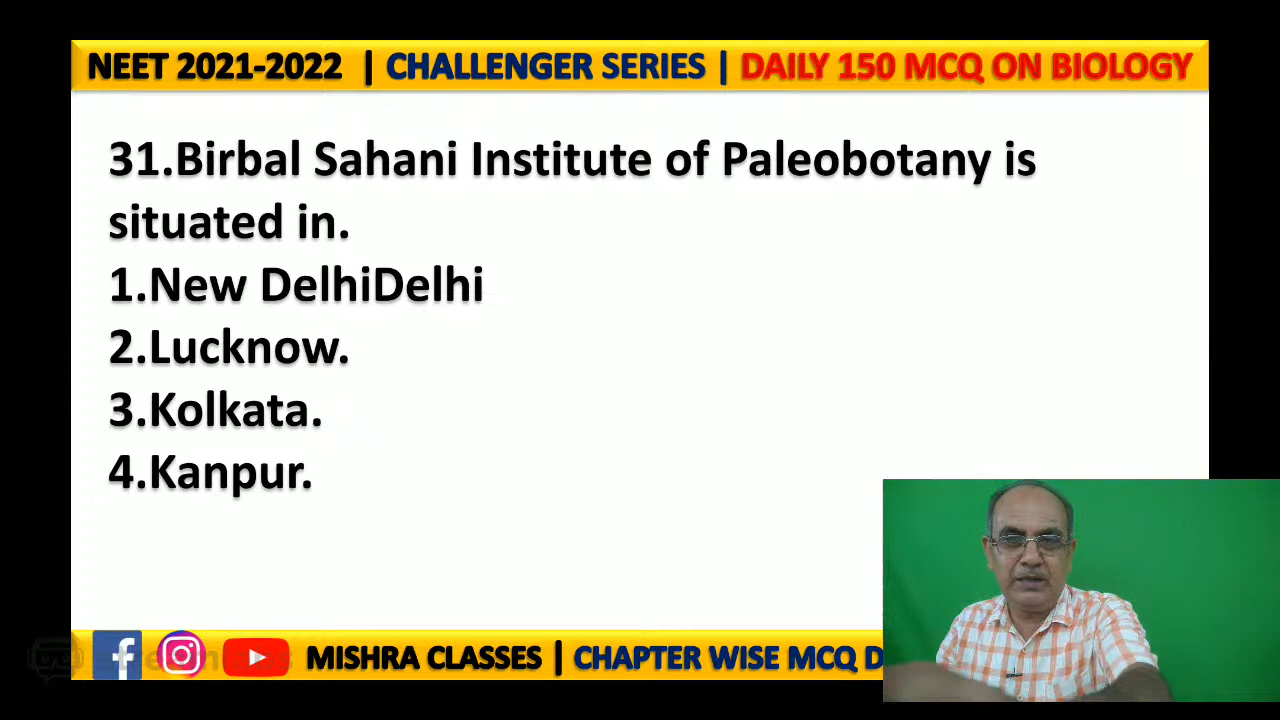 NEET 2021-2022 | CHALLENGER SERIES | DAILY 150 MCQ ON BIOLOGY
31.Birbal Sahani Institute of Paleobotany is
situated in.
1.New DelhiDelhi
2.Lucknow.
3.Kolkata.
4.Kanpur.
MISHRA CLASSES | CHAPTER WISE MCQ D